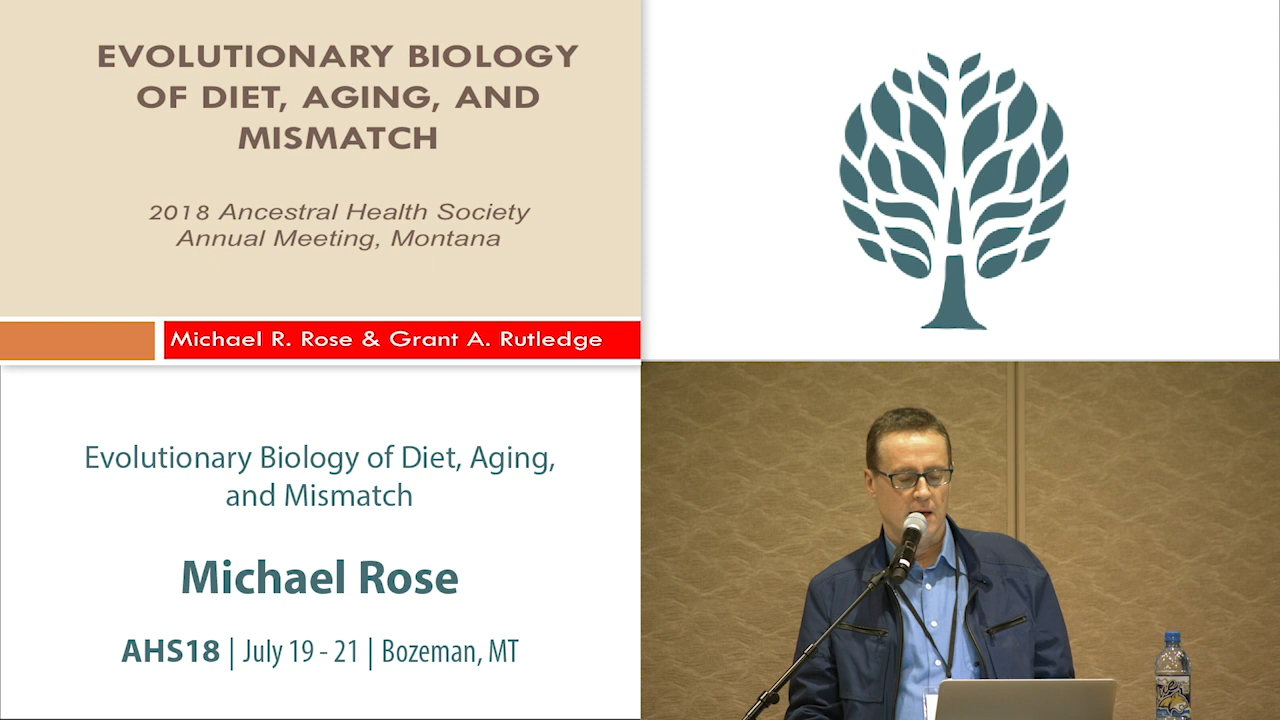 EVOLUTIONARY BIOLOGY
OF DIET, AGING, AND
MISMATCH
2018 Ancestral Health Society
Annual Meeting, Montana
Michael R. Rose & Grant A. Rutledge
Evolutionary Biology of Diet, Aging,
and Mismatch
Michael Rose
AHS18 | July 19 - 21 | Bozeman, MT